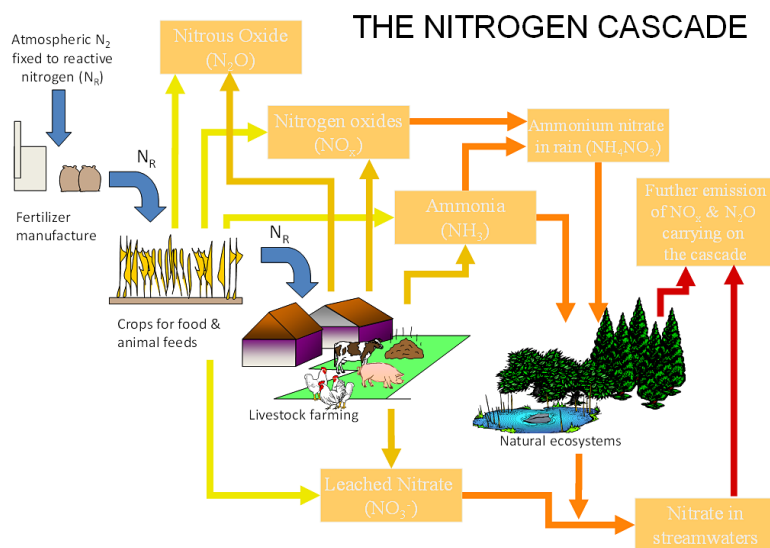 THE NITROGEN CASCADE
Atmospheric N₂
fixed to reactive
nitrogen (Nᵣ)
Nitrous Oxide
(N₂O)
Nitrogen oxides
(NOₓ)
Ammonium nitrate
in rain (NH₄NO₃)
Nᵣ
Fertilizer
manufacture
Ammonia
(NH₃)
Further emission
of NOₓ & N₂O
carrying on
the cascade
Nᵣ
Crops for food &
animal feeds
Livestock farming
Natural ecosystems
Leached Nitrate
(NO₃⁻)
Nitrate in
streamwaters